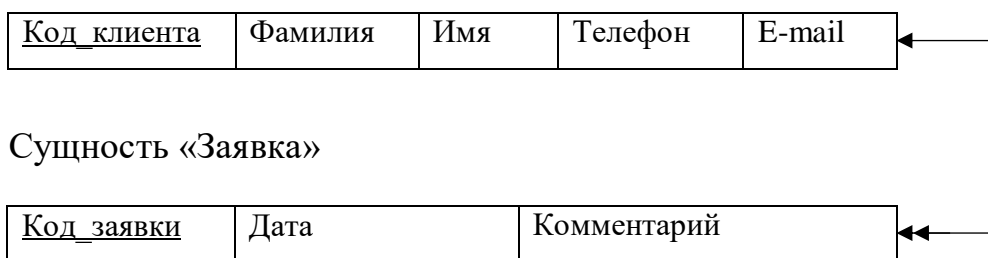 Код_клиента Фамилия Имя Телефон E-mail
Сущность «Заявка»
Код_заявки Дата Комментарий